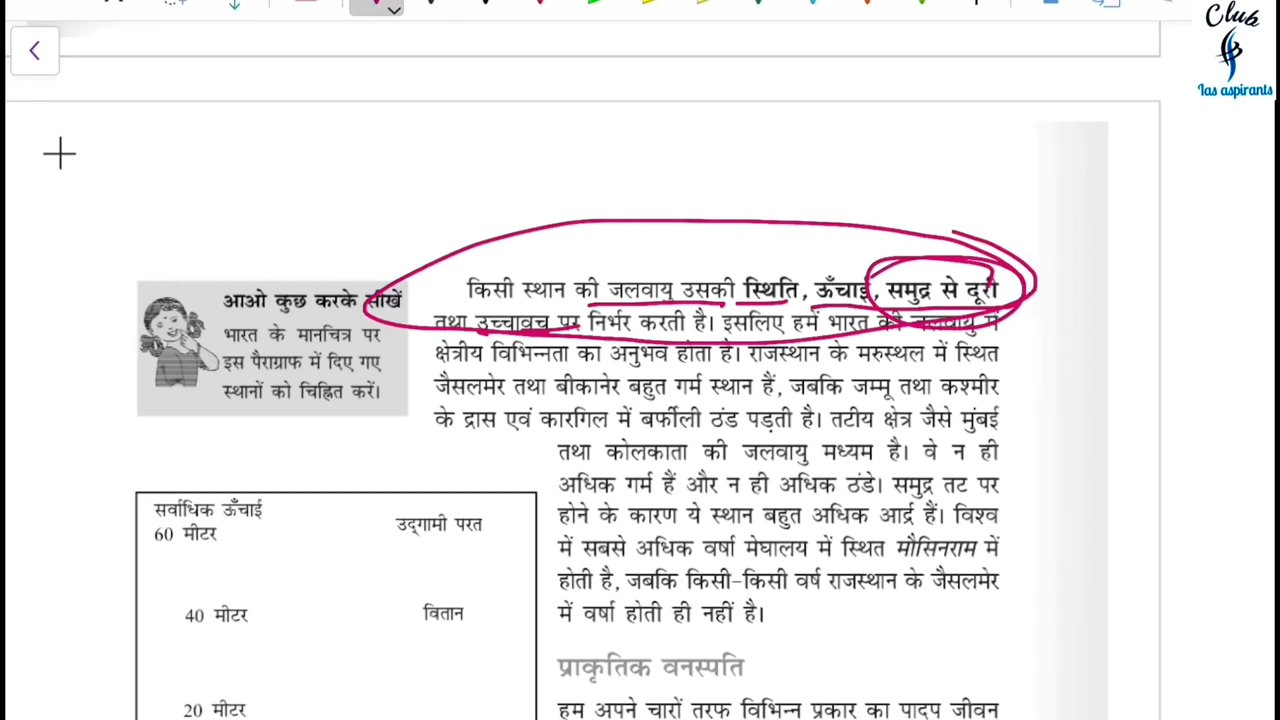 Club
Ias aspirants
किसी स्थान की जलवायु उसकी स्थिति, ऊँचाई, समुद्र से दूरी
तथा उच्चावच पर निर्भर करती है। इसलिए हमें भारत की जलवायु में
क्षेत्रीय विभिन्नता का अनुभव होता है। राजस्थान के मरुस्थल में स्थित
जैसलमेर तथा बीकानेर बहुत गर्म स्थान हैं, जबकि जम्मू तथा कश्मीर
के द्रास एवं कारगिल में बर्फीली ठंड पड़ती है। तटीय क्षेत्र जैसे मुंबई
तथा कोलकाता की जलवायु मध्यम है। वे न ही
अधिक गर्म हैं और न ही अधिक ठंडे। समुद्र तट पर
होने के कारण ये स्थान बहुत अधिक आर्द्र हैं। विश्व
में सबसे अधिक वर्षा मेघालय में स्थित मौसिनराम में
होती है, जबकि किसी-किसी वर्ष राजस्थान के जैसलमेर
में वर्षा होती ही नहीं है।
आओ कुछ करके सीखें
भारत के मानचित्र पर
इस पैराग्राफ में दिए गए
स्थानों को चिह्नित करें।
सर्वाधिक ऊँचाई
60 मीटर
उद्गामी परत
40 मीटर
वितान
20 मीटर
प्राकृतिक वनस्पति
हम अपने चारों तरफ विभिन्न प्रकार का पादप जीवन